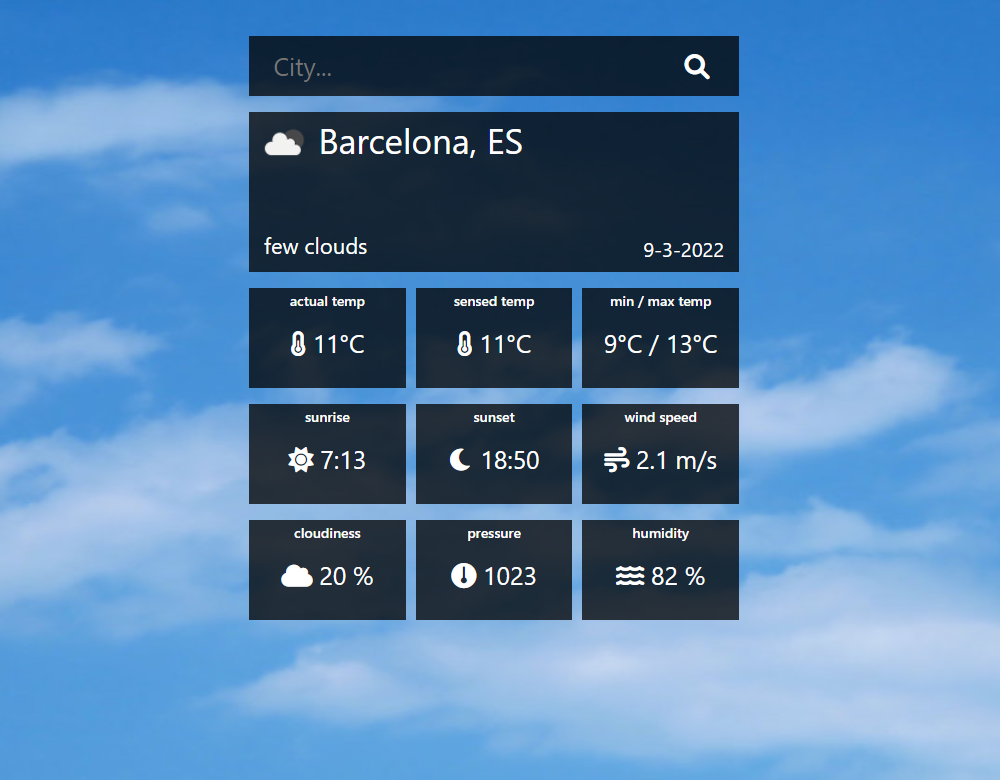 City...
Barcelona, ES
few clouds
9-3-2022
actual temp
sensed temp
min / max temp
11°C
11°C
9°C / 13°C
sunrise
sunset
wind speed
7:13
18:50
2.1 m/s
cloudiness
pressure
humidity
20 %
1023
82 %